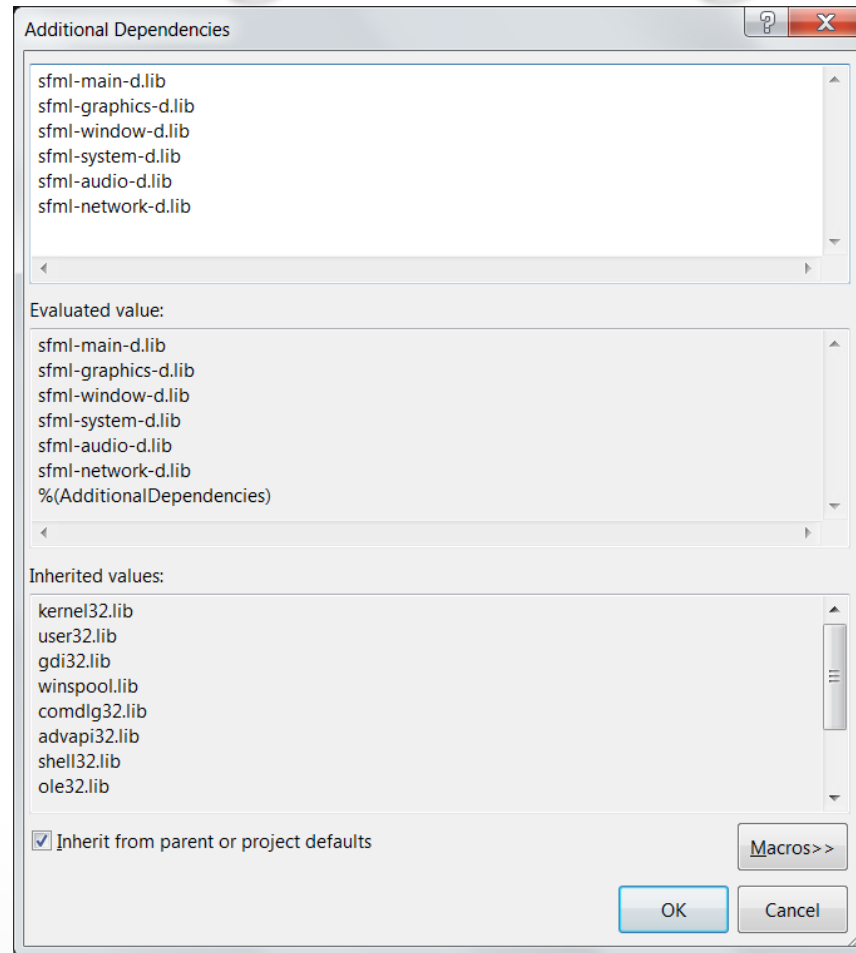 Additional Dependencies
sfml-main-d.lib
sfml-graphics-d.lib
sfml-window-d.lib
sfml-system-d.lib
sfml-audio-d.lib
sfml-network-d.lib
Evaluated value:
sfml-main-d.lib
sfml-graphics-d.lib
sfml-window-d.lib
sfml-system-d.lib
sfml-audio-d.lib
sfml-network-d.lib
%(AdditionalDependencies)
Inherited values:
kernel32.lib
user32.lib
gdi32.lib
winspool.lib
comdlg32.lib
advapi32.lib
shell32.lib
ole32.lib
Inherit from parent or project defaults
Macros>>
OK Cancel